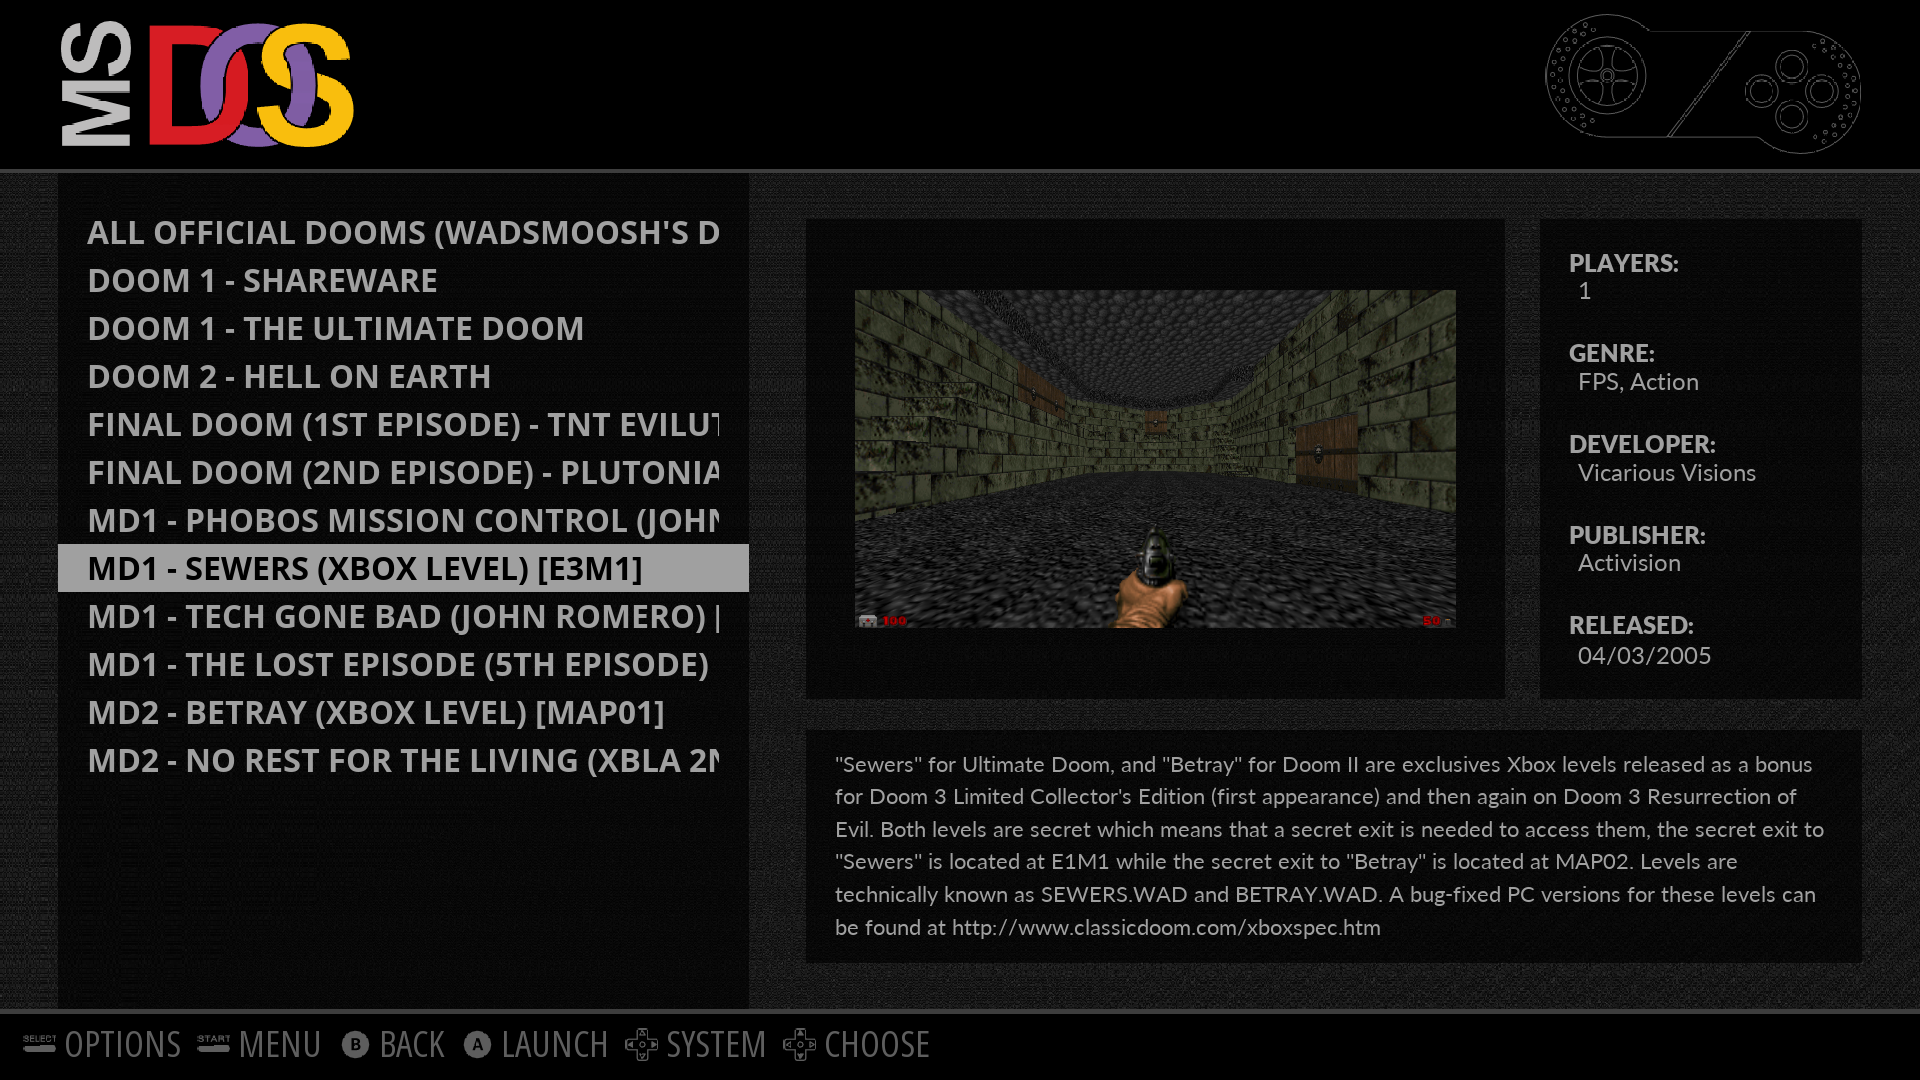 MS DOS
ALL OFFICIAL DOOMS (WADSMOOSH'S D
DOOM 1 - SHAREWARE
DOOM 1 - THE ULTIMATE DOOM
DOOM 2 - HELL ON EARTH
FINAL DOOM (1ST EPISODE) - TNT EVILUT
FINAL DOOM (2ND EPISODE) - PLUTONIA
MD1 - PHOBOS MISSION CONTROL (JOHN
MD1 - SEWERS (XBOX LEVEL) [E3M1]
MD1 - TECH GONE BAD (JOHN ROMERO) [
MD1 - THE LOST EPISODE (5TH EPISODE)
MD2 - BETRAY (XBOX LEVEL) [MAP01]
MD2 - NO REST FOR THE LIVING (XBLA 2N
100
50
PLAYERS:
1
GENRE:
FPS, Action
DEVELOPER:
Vicarious Visions
PUBLISHER:
Activision
RELEASED:
04/03/2005
"Sewers" for Ultimate Doom, and "Betray" for Doom II are exclusives Xbox levels released as a bonus
for Doom 3 Limited Collector's Edition (first appearance) and then again on Doom 3 Resurrection of
Evil. Both levels are secret which means that a secret exit is needed to access them, the secret exit to
"Sewers" is located at E1M1 while the secret exit to "Betray" is located at MAP02. Levels are
technically known as SEWERS.WAD and BETRAY.WAD. A bug-fixed PC versions for these levels can
be found at http://www.classicdoom.com/xboxspec.htm
SELECT OPTIONS START MENU B BACK A LAUNCH SYSTEM CHOOSE